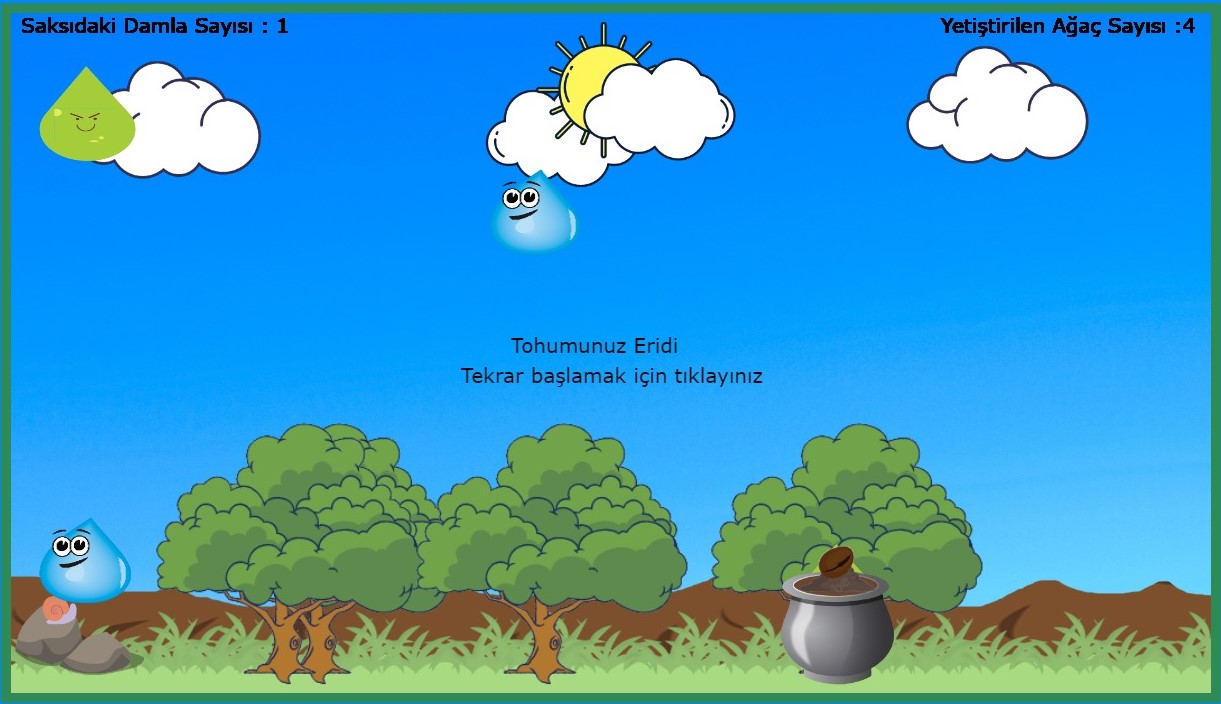 Saksıdaki Damla Sayısı : 1
Yetiştirilen Ağaç Sayısı :4
Tohumunuz Eridi
Tekrar başlamak için tıklayınız